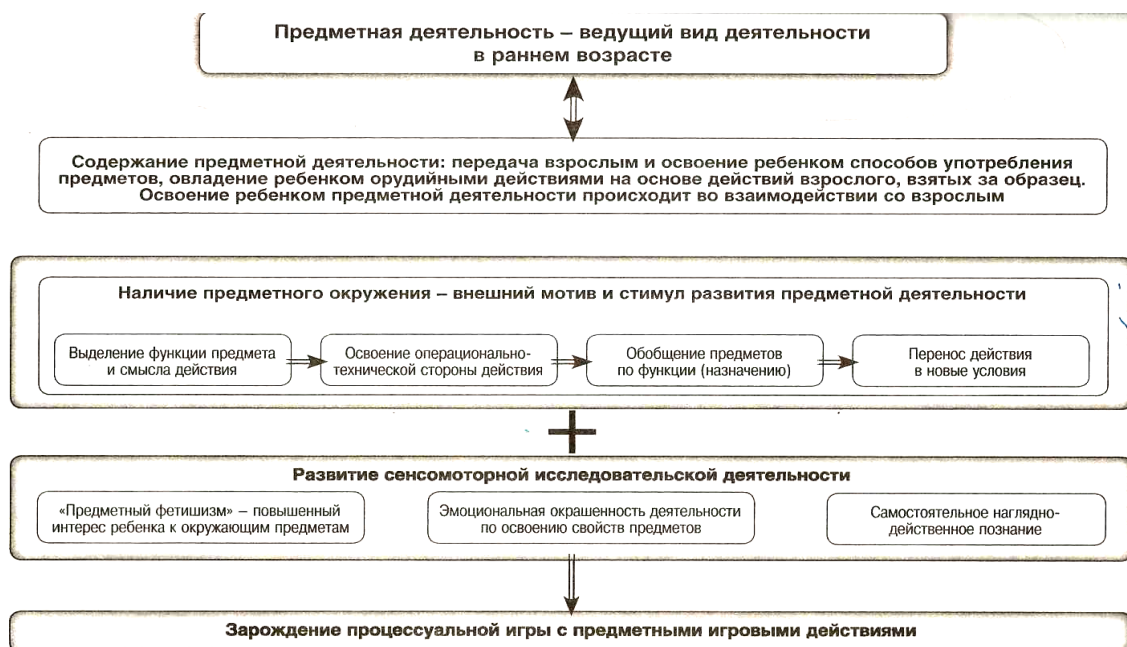 Предметная деятельность – ведущий вид деятельности
в раннем возрасте
Содержание предметной деятельности: передача взрослым и освоение ребенком способов употребления
предметов, овладение ребенком орудийными действиями на основе действий взрослого, взятых за образец.
Освоение ребенком предметной деятельности происходит во взаимодействии со взрослым
Наличие предметного окружения – внешний мотив и стимул развития предметной деятельности
Выделение функции предмета
и смысла действия
Освоение операционально-
технической стороны действия
Обобщение предметов
по функции (назначению)
Перенос действия
в новые условия
+
Развитие сенсомоторной исследовательской деятельности
«Предметный фетишизм» – повышенный
интерес ребенка к окружающим предметам
Эмоциональная окрашенность деятельности
по освоению свойств предметов
Самостоятельное наглядно-
действенное познание
Зарождение процессуальной игры с предметными игровыми действиями